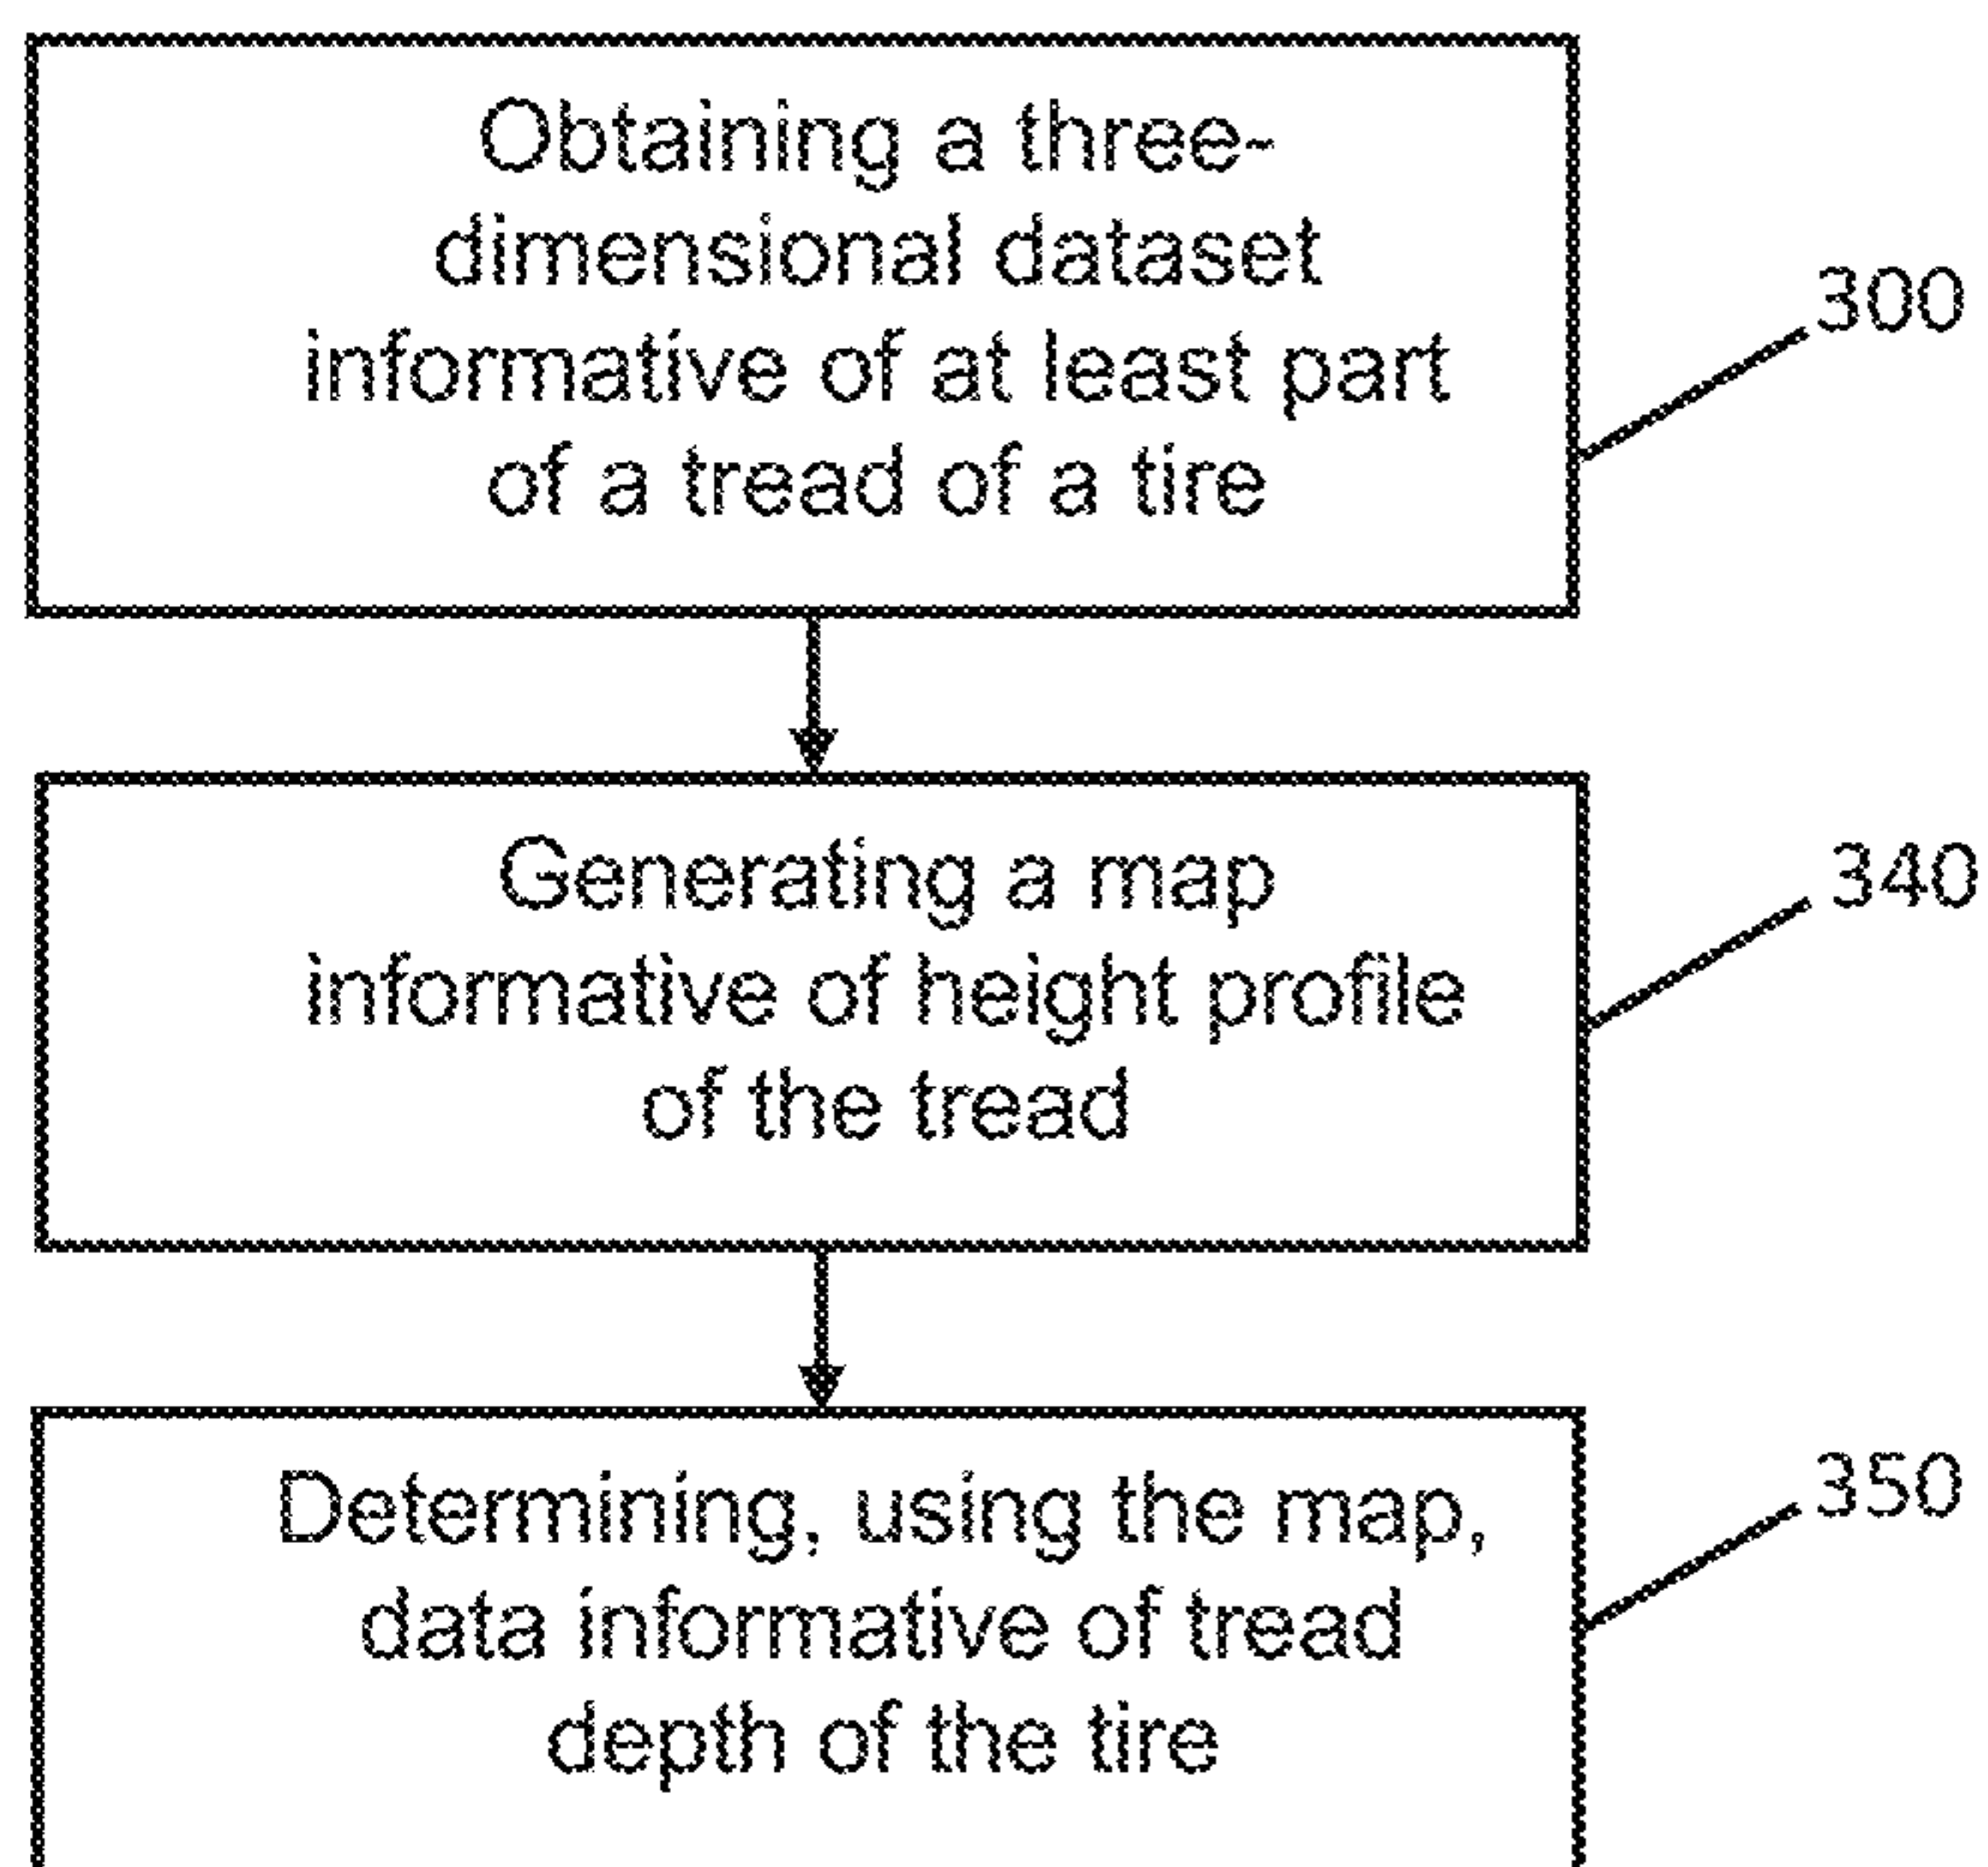 Obtaining a three-
dimensional dataset
informative of at least part
of a tread of a tire
300
Generating a map
informative of height profile
of the tread
340
Determining, using the map,
data informative of tread
depth of the tire
350